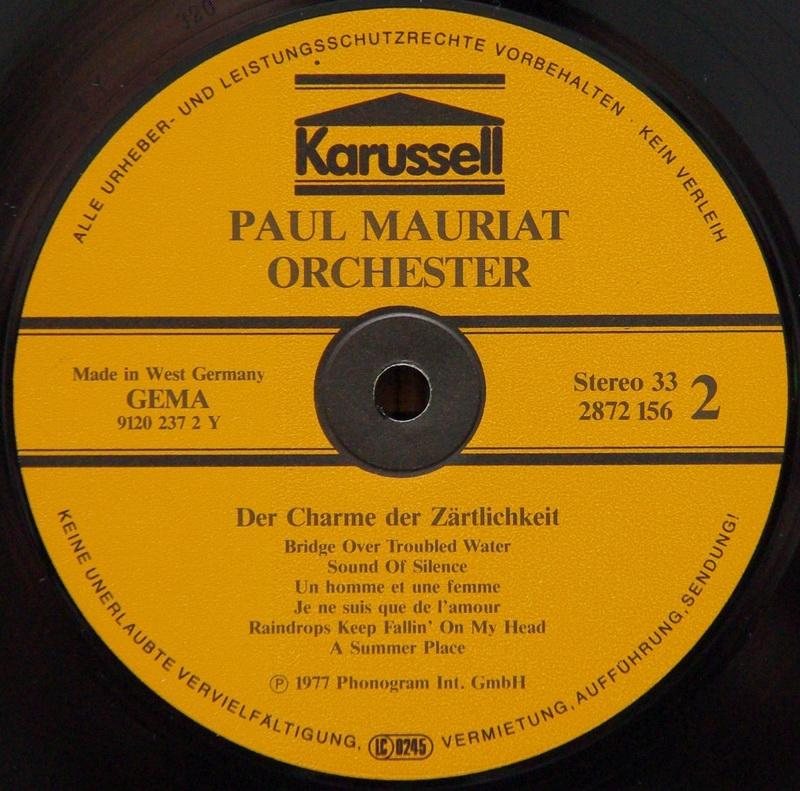 320
ALLE URHEBER- UND LEISTUNGSSCHUTZRECHTE VORBEHALTEN · KEIN VERLEIH
Karussell
PAUL MAURIAT
ORCHESTER
Made in West Germany
GEMA
9120 237 2 Y
Stereo 33
2872 156
2
Der Charme der Zärtlichkeit
Bridge Over Troubled Water
Sound Of Silence
Un homme et une femme
Je ne suis que de l'amour
Raindrops Keep Fallin' On My Head
A Summer Place
Ⓟ 1977 Phonogram Int. GmbH
KEINE UNERLAUBTE VERVIELFÄLTIGUNG, LC 0245 VERMIETUNG, AUFFÜHRUNG, SENDUNG!